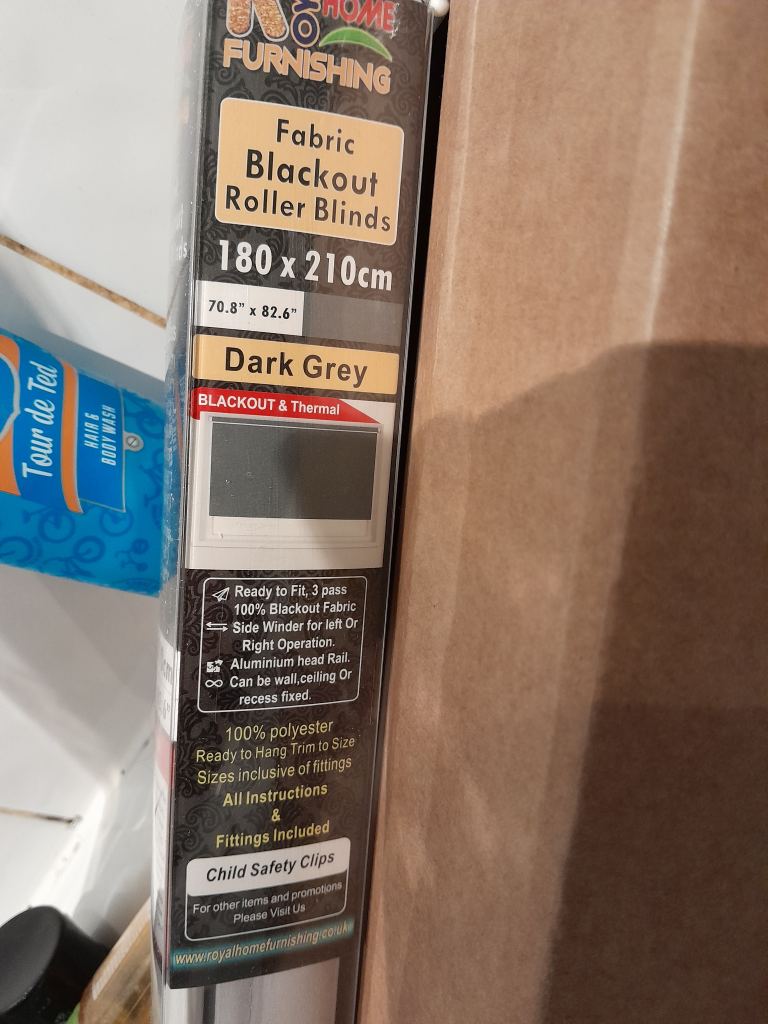 ROY HOME
FURNISHING
Fabric
Blackout
Roller Blinds
180 x 210cm
70.8” x 82.6”
Dark Grey
BLACKOUT & Thermal
Ready to Fit, 3 pass
100% Blackout Fabric
Side Winder for left Or
Right Operation.
Aluminium head Rail.
Can be wall,ceiling Or
recess fixed.
100% polyester
Ready to Hang Trim to Size
Sizes inclusive of fittings
All Instructions
&
Fittings Included
Child Safety Clips
For other items and promotions
Please Visit Us
www.royalhomefurnishing.co.uk
Tour de Ted
HAIR &
BODY WASH